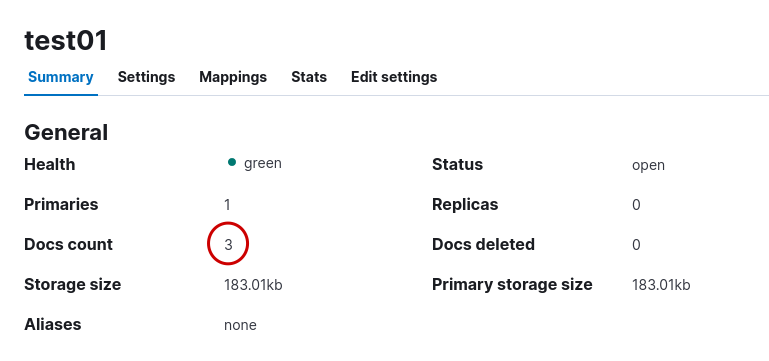 test01
Summary Settings Mappings Stats Edit settings
General
Health green Status open
Primaries 1 Replicas 0
Docs count 3 Docs deleted 0
Storage size 183.01kb Primary storage size 183.01kb
Aliases none